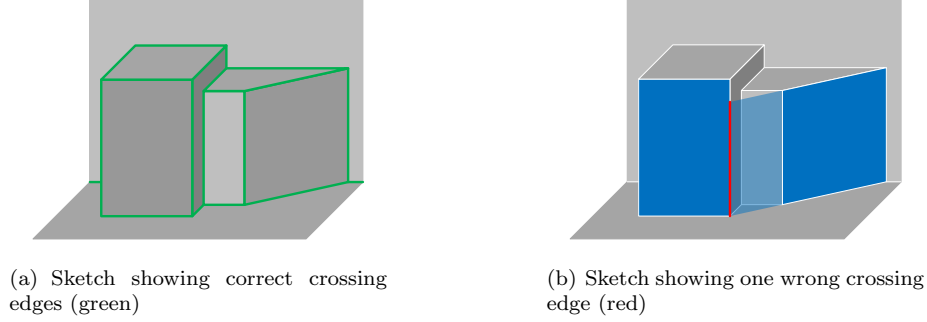 (a) Sketch showing correct crossing
edges (green)
(b) Sketch showing one wrong crossing
edge (red)